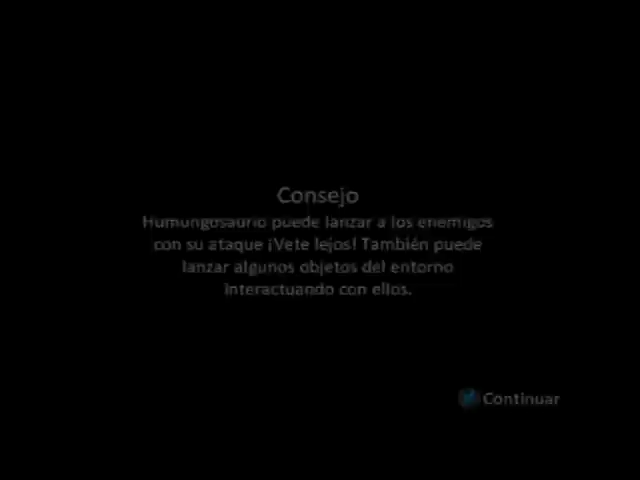 Consejo
Humungosaurio puede lanzar a los enemigos
con su ataque ¡Vete lejos! También puede
lanzar algunos objetos del entorno
interactuando con ellos.
Continuar